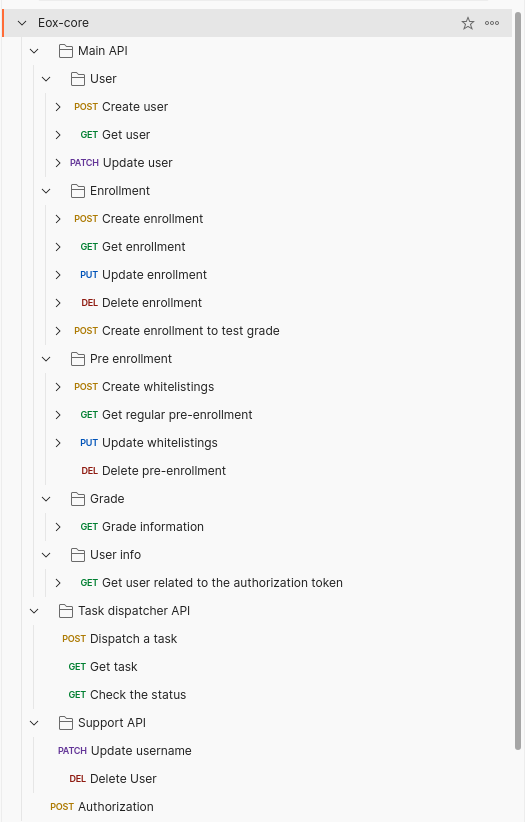 Eox-core
Main API
User
POST Create user
GET Get user
PATCH Update user
Enrollment
POST Create enrollment
GET Get enrollment
PUT Update enrollment
DEL Delete enrollment
POST Create enrollment to test grade
Pre enrollment
POST Create whitelistings
GET Get regular pre-enrollment
PUT Update whitelistings
DEL Delete pre-enrollment
Grade
GET Grade information
User info
GET Get user related to the authorization token
Task dispatcher API
POST Dispatch a task
GET Get task
GET Check the status
Support API
PATCH Update username
DEL Delete User
POST Authorization